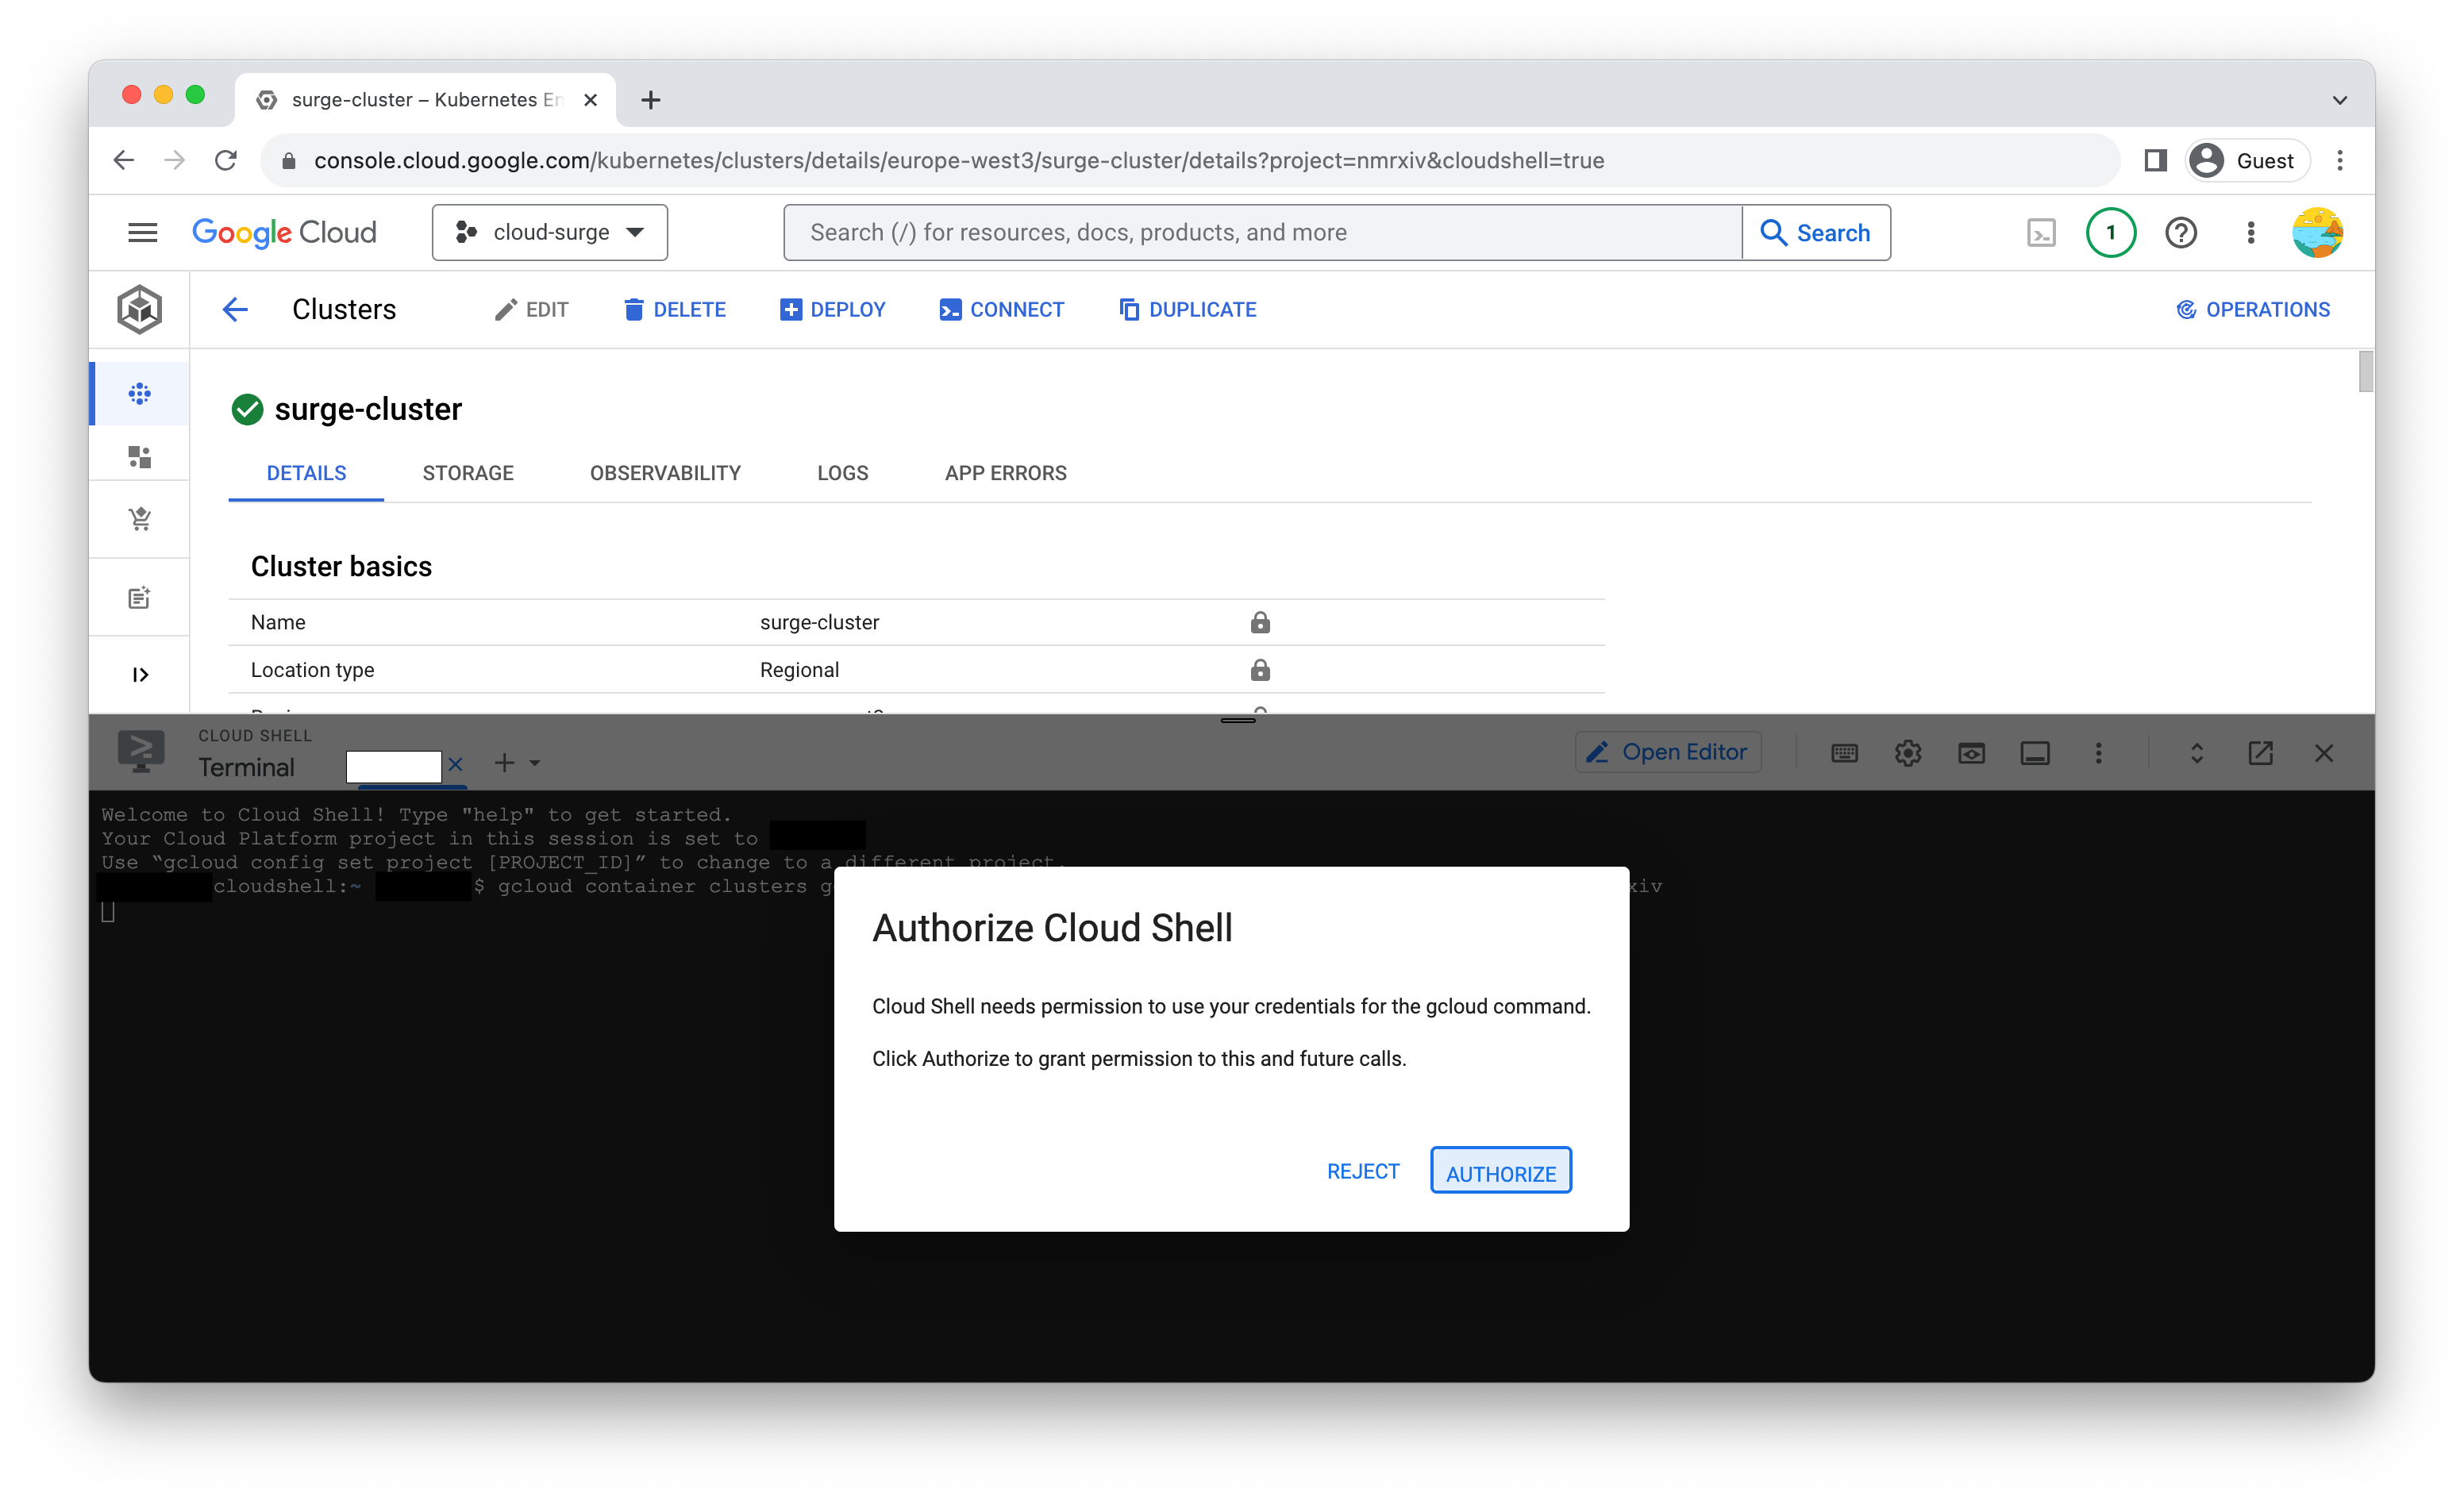 surge-cluster – Kubernetes En
console.cloud.google.com/kubernetes/clusters/details/europe-west3/surge-cluster/details?project=nmrxiv&cloudshell=true
Guest
Google Cloud
cloud-surge
Search (/) for resources, docs, products, and more
Search
1
Clusters
EDIT
DELETE
DEPLOY
CONNECT
DUPLICATE
OPERATIONS
surge-cluster
DETAILS
STORAGE
OBSERVABILITY
LOGS
APP ERRORS
Cluster basics
Name surge-cluster
Location type Regional
CLOUD SHELL
Terminal
Open Editor
Welcome to Cloud Shell! Type "help" to get started.
Your Cloud Platform project in this session is set to
Use “gcloud config set project [PROJECT_ID]” to change to a different project.
cloudshell:~ $ gcloud container clusters g xiv
Authorize Cloud Shell
Cloud Shell needs permission to use your credentials for the gcloud command.
Click Authorize to grant permission to this and future calls.
REJECT
AUTHORIZE